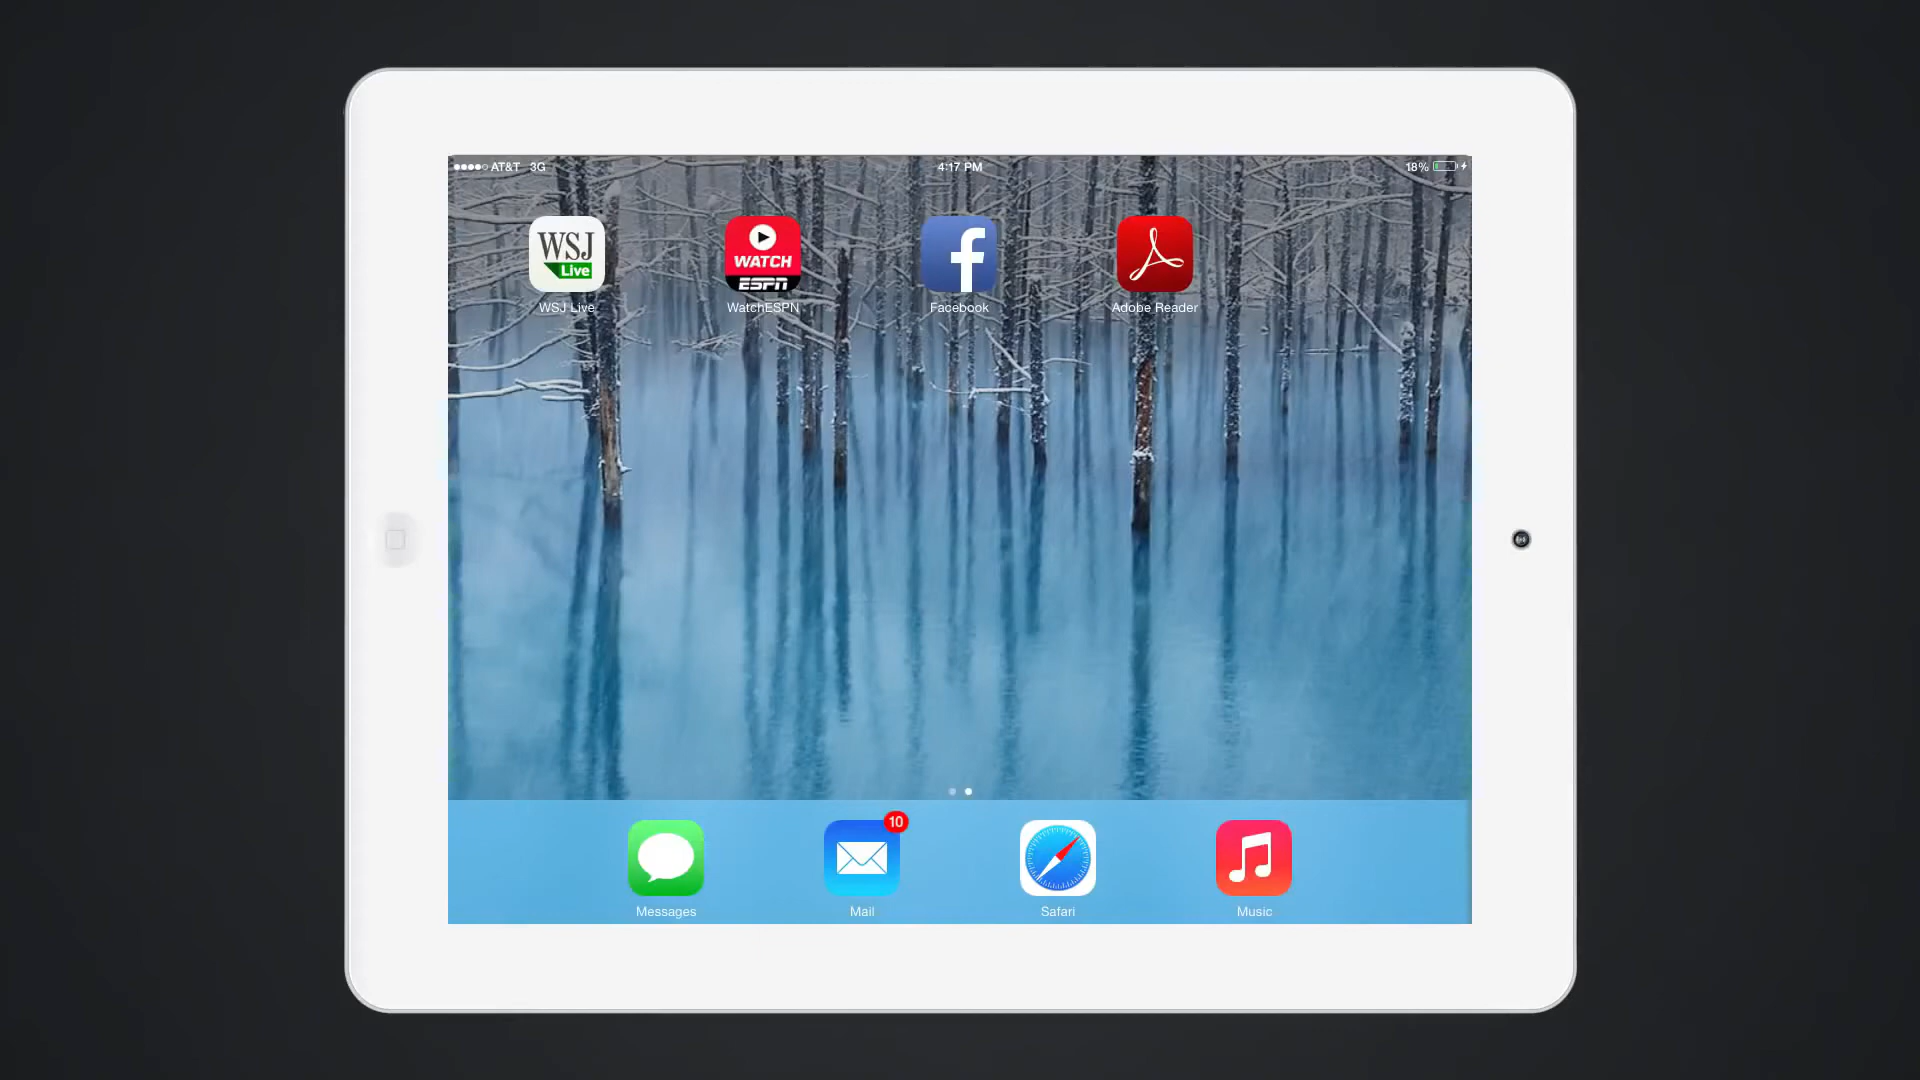 AT&T 3G 4:17 PM 18%
WSJ
Live
WATCH
ESPN
WSJ Live WatchESPN Facebook Adobe Reader
10
Messages Mail Safari Music